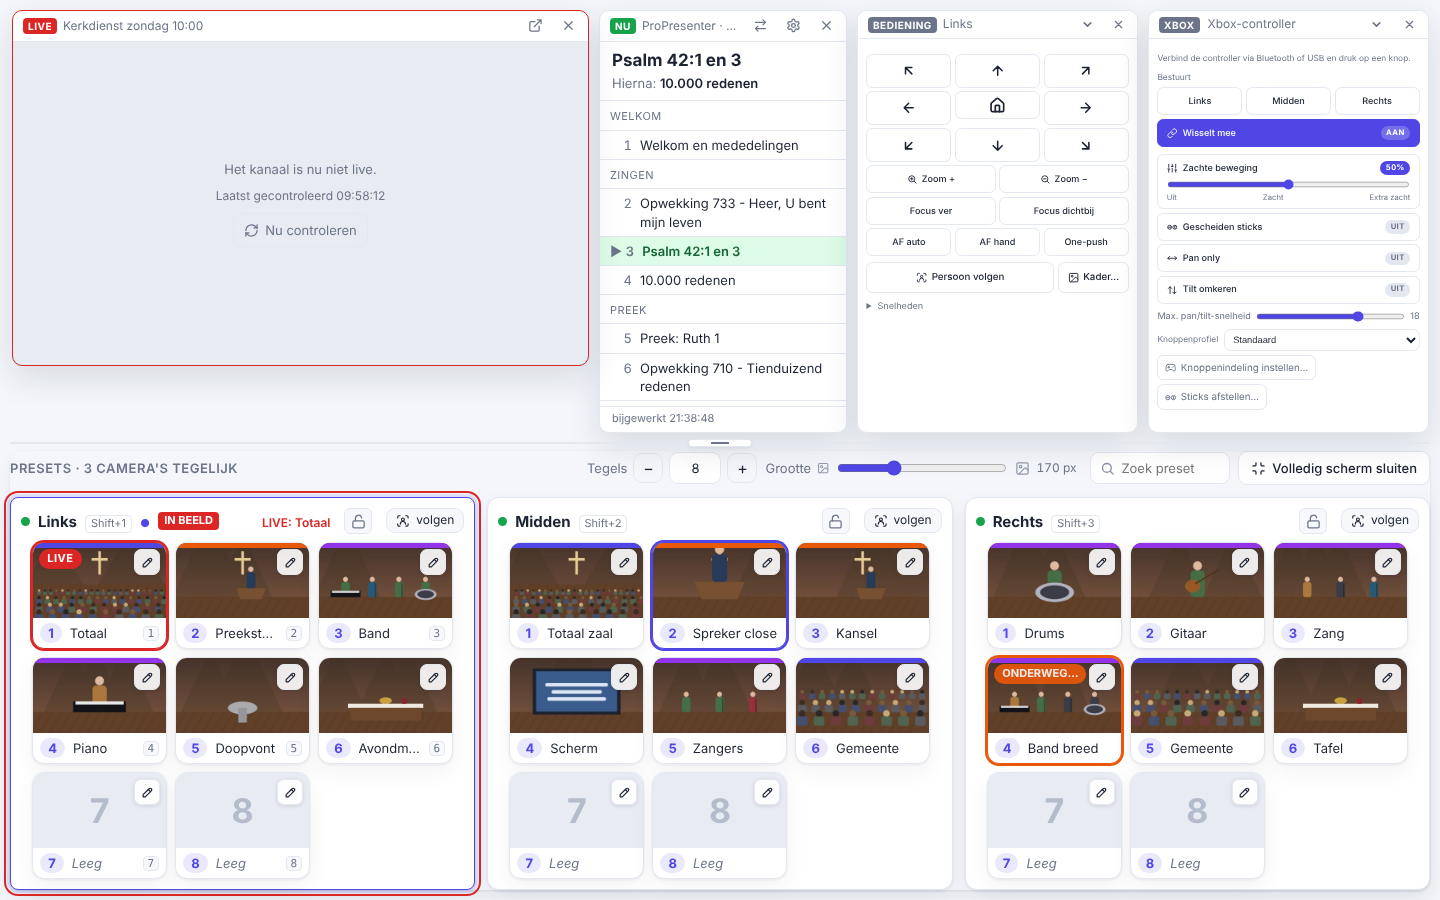 LIVE Kerkdienst zondag 10:00
Het kanaal is nu niet live.
Laatst gecontroleerd 09:58:12
Nu controleren
NU ProPresenter · ...
Psalm 42:1 en 3
Hierna: 10.000 redenen
WELKOM
1 Welkom en mededelingen
ZINGEN
2 Opwekking 733 - Heer, U bent
mijn leven
3 Psalm 42:1 en 3
4 10.000 redenen
PREEK
5 Preek: Ruth 1
6 Opwekking 710 - Tienduizend
redenen
bijgewerkt 21:38:48
BEDIENING Links
Zoom +
Zoom −
Focus ver
Focus dichtbij
AF auto
AF hand
One-push
Persoon volgen
Kader...
Snelheden
XBOX Xbox-controller
Verbind de controller via Bluetooth of USB en druk op een knop.
Bestuurt
Links
Midden
Rechts
Wisselt mee AAN
Zachte beweging 50%
Uit Zacht Extra zacht
Gescheiden sticks UIT
Pan only UIT
Tilt omkeren UIT
Max. pan/tilt-snelheid 18
Knoppenprofiel Standaard
Knoppenindeling instellen...
Sticks afstellen...
PRESETS · 3 CAMERA'S TEGELIJK
Tegels − 8 + Grootte 170 px
Zoek preset
Volledig scherm sluiten
Links Shift+1 IN BEELD LIVE: Totaal volgen
LIVE
1 Totaal 1
2 Preekst... 2
3 Band 3
4 Piano 4
5 Doopvont 5
6 Avondm... 6
7
8
7 Leeg 7
8 Leeg 8
Midden Shift+2 volgen
1 Totaal zaal
2 Spreker close
3 Kansel
4 Scherm
5 Zangers
6 Gemeente
7
8
7 Leeg
8 Leeg
Rechts Shift+3 volgen
1 Drums
2 Gitaar
3 Zang
ONDERWEG...
4 Band breed
5 Gemeente
6 Tafel
7
8
7 Leeg
8 Leeg